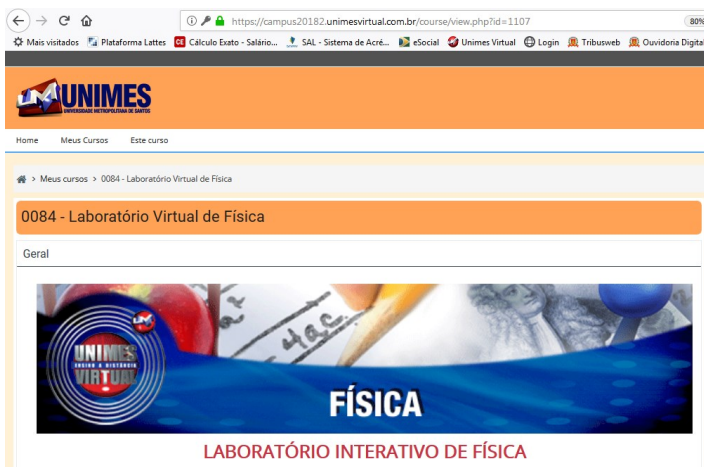 https://campus20182.unimesvirtual.com.br/course/view.php?id=1107 80%
Mais visitados Plataforma Lattes CE Cálculo Exato - Salário... SAL - Sistema de Acré... eSocial Unimes Virtual Login Tribusweb Ouvidoria Digital
UNIMES
UNIVERSIDADE METROPOLITANA DE SANTOS
Home Meus Cursos Este curso
> Meus cursos > 0084 - Laboratório Virtual de Física
0084 - Laboratório Virtual de Física
Geral
UNIMES
ENSINO A DISTÂNCIA
VIRTUAL
FÍSICA
LABORATÓRIO INTERATIVO DE FÍSICA